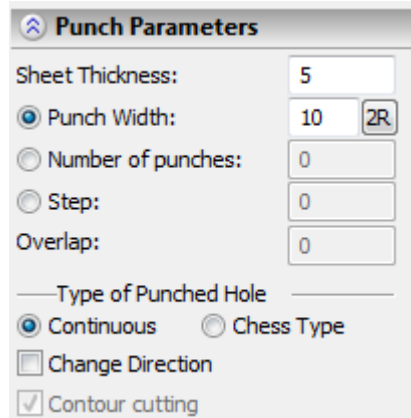 Punch Parameters
Sheet Thickness: 5
Punch Width: 10 2R
Number of punches: 0
Step: 0
Overlap: 0
Type of Punched Hole
Continuous Chess Type
Change Direction
Contour cutting